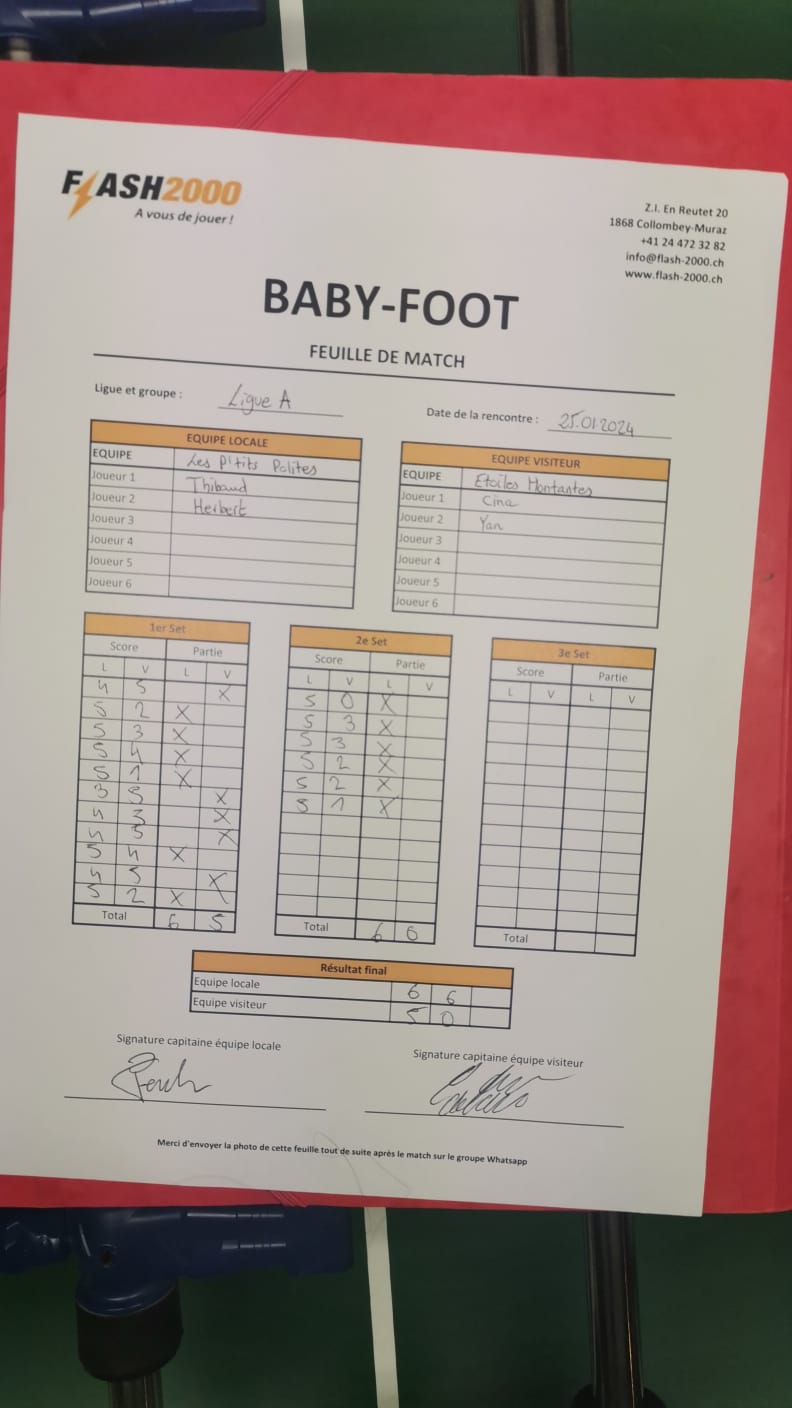 FLASH2000
A vous de jouer !
Z.I. En Reutet 20
1868 Collombey-Muraz
+41 24 472 32 82
info@flash-2000.ch
www.flash-2000.ch
BABY-FOOT
FEUILLE DE MATCH
Ligue et groupe : Ligue A
Date de la rencontre : 25.01.2024
EQUIPE LOCALE
EQUIPE Les P'tits Polites
Joueur 1 Thibaud
Joueur 2 Herbert
Joueur 3
Joueur 4
Joueur 5
Joueur 6
EQUIPE VISITEUR
EQUIPE Etoiles Montantes
Joueur 1 Cina
Joueur 2 Yan
Joueur 3
Joueur 4
Joueur 5
Joueur 6
1er Set
Score Partie
L V L V
4 5 X
5 2 X
5 3 X
5 4 X
5 1 X
3 5 X
4 3 X
4 5 X
5 4 X
4 5 X
5 2 X
Total 6 5
2e Set
Score Partie
L V L V
5 0 X
5 3 X
5 3 X
5 2 X
5 2 X
5 1 X
Total 6 0
3e Set
Score Partie
L V L V
Total
Résultat final
Equipe locale 6 6
Equipe visiteur 5 0
Signature capitaine équipe locale
Signature capitaine équipe visiteur
Merci d'envoyer la photo de cette feuille tout de suite après le match sur le groupe Whatsapp